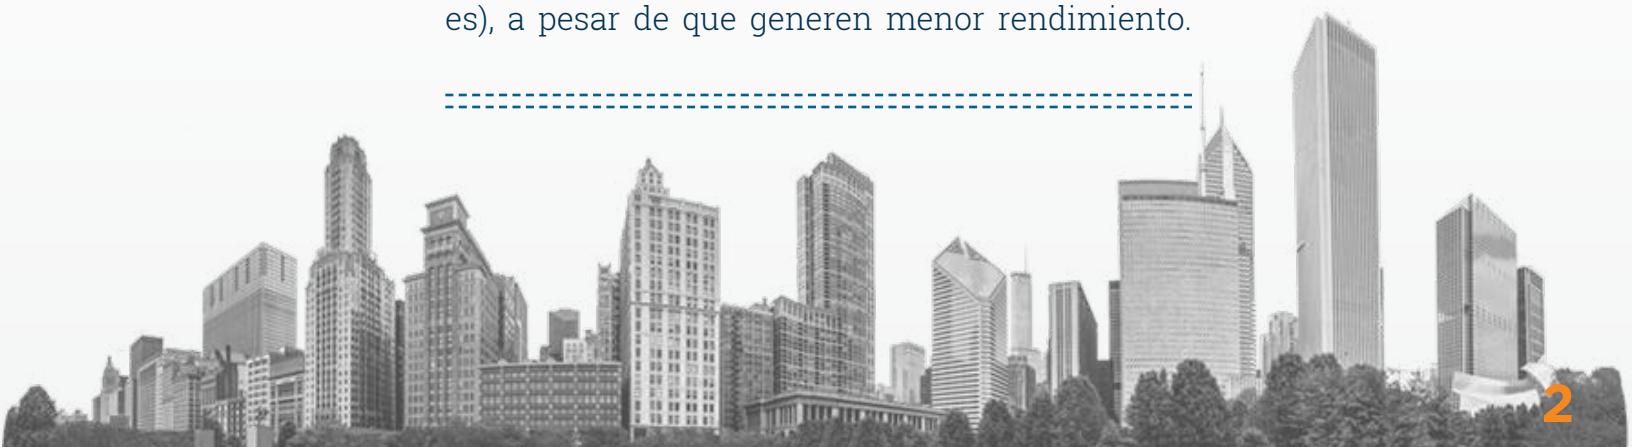 es), a pesar de que generen menor rendimiento.
2